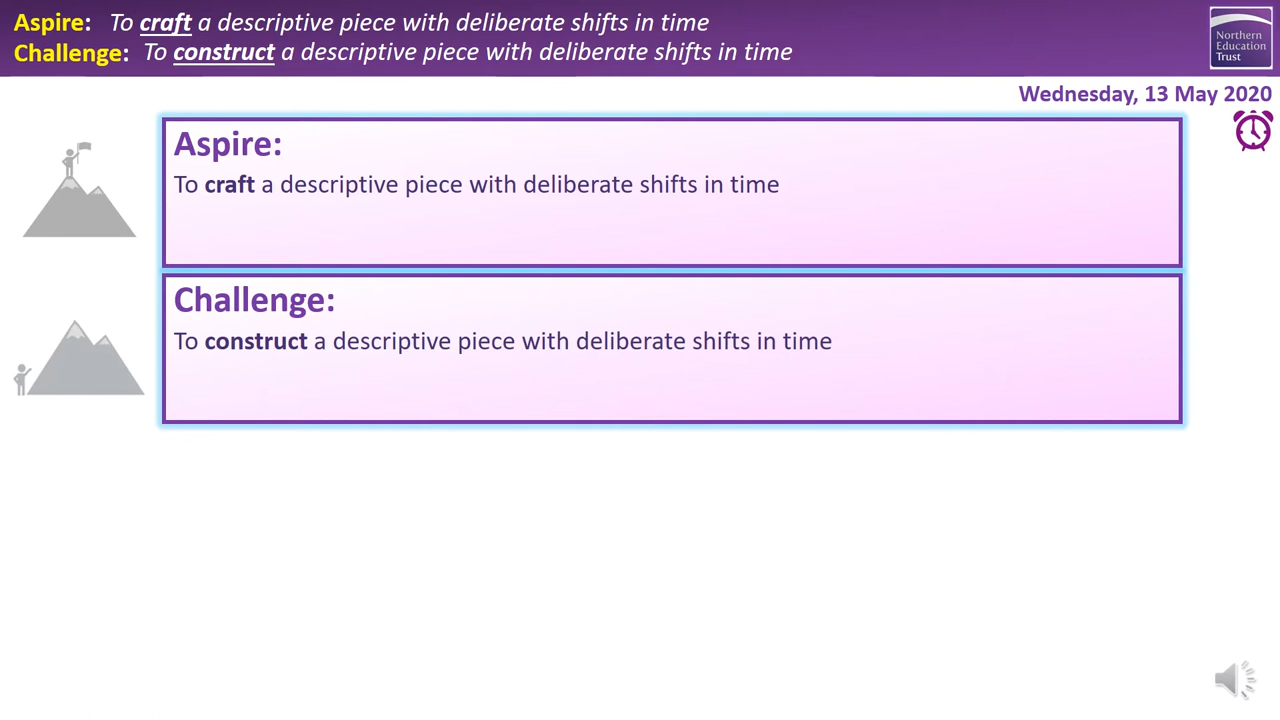 Aspire: To craft a descriptive piece with deliberate shifts in time
Challenge: To construct a descriptive piece with deliberate shifts in time
Northern
Education
Trust
Wednesday, 13 May 2020
Aspire:
To craft a descriptive piece with deliberate shifts in time
Challenge:
To construct a descriptive piece with deliberate shifts in time